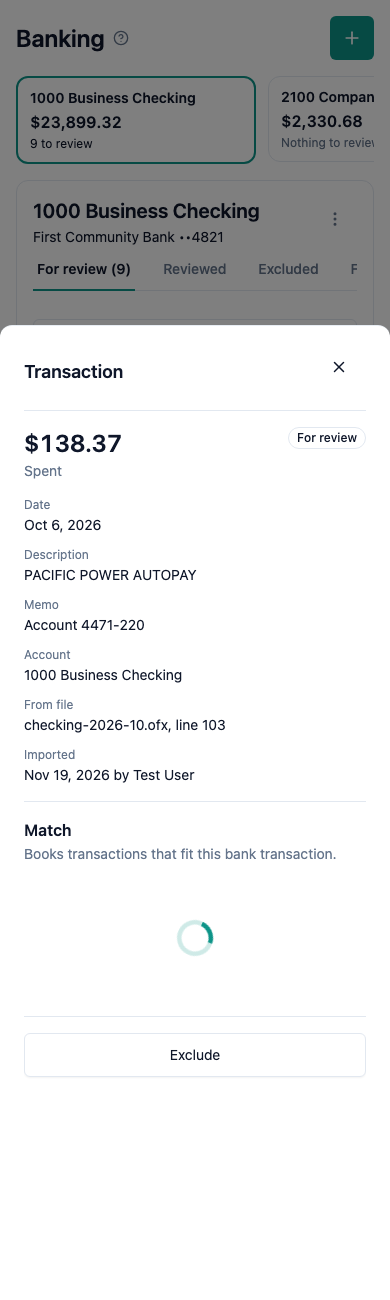 Banking
1000 Business Checking
$23,899.32
9 to review
2100 Compan
$2,330.68
Nothing to review
1000 Business Checking
First Community Bank ••4821
For review (9) Reviewed Excluded F
Transaction
$138.37
For review
Spent
Date
Oct 6, 2026
Description
PACIFIC POWER AUTOPAY
Memo
Account 4471-220
Account
1000 Business Checking
From file
checking-2026-10.ofx, line 103
Imported
Nov 19, 2026 by Test User
Match
Books transactions that fit this bank transaction.
Exclude